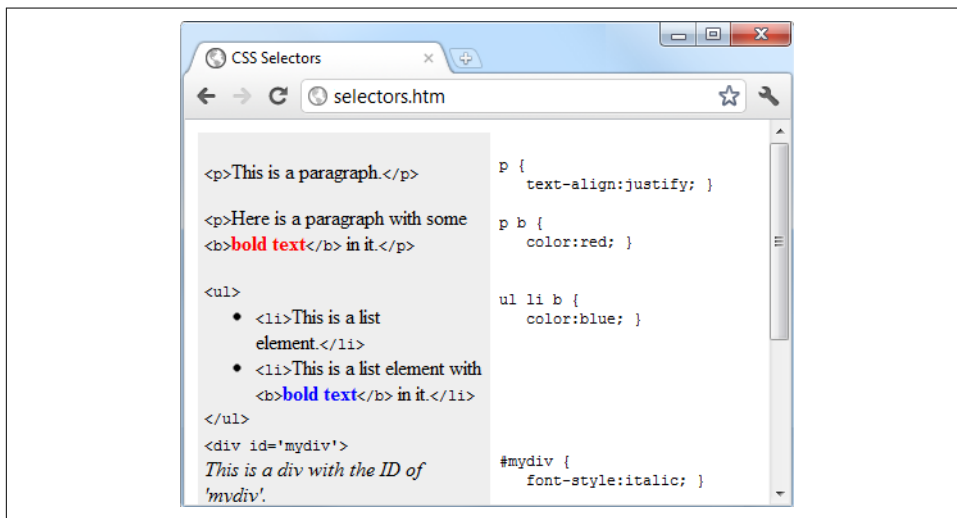 CSS Selectors
selectors.htm
<p>This is a paragraph.</p>
<p>Here is a paragraph with some
<b>bold text</b> in it.</p>
<ul>
<li>This is a list
element.</li>
<li>This is a list element with
<b>bold text</b> in it.</li>
</ul>
<div id='mydiv'>
This is a div with the ID of
'mydiv'.
p {
text-align:justify; }
p b {
color:red; }
ul li b {
color:blue; }
#mydiv {
font-style:italic; }